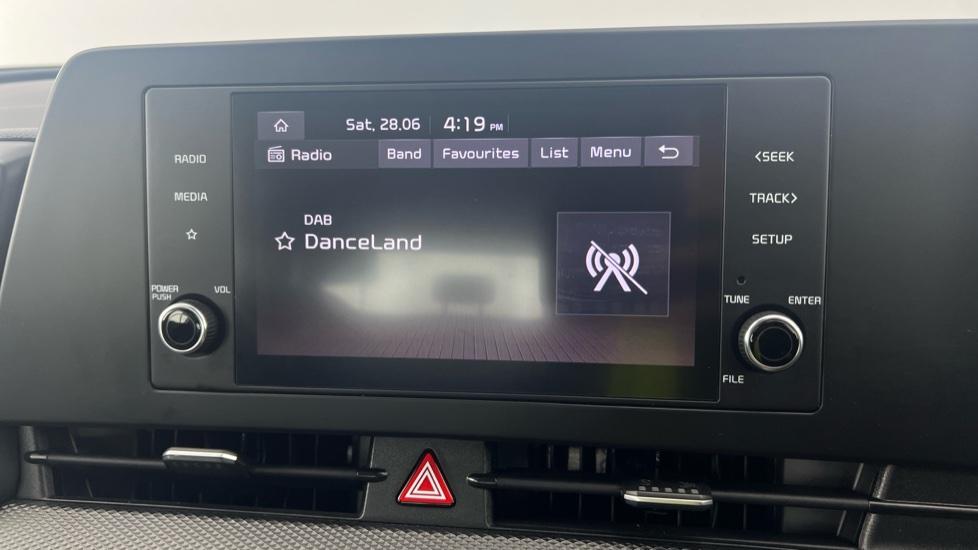 Sat, 28.06 4:19 PM
Radio Band Favourites List Menu
DAB
DanceLand
RADIO
MEDIA
POWER
PUSH
VOL
<SEEK
TRACK>
SETUP
TUNE ENTER
FILE